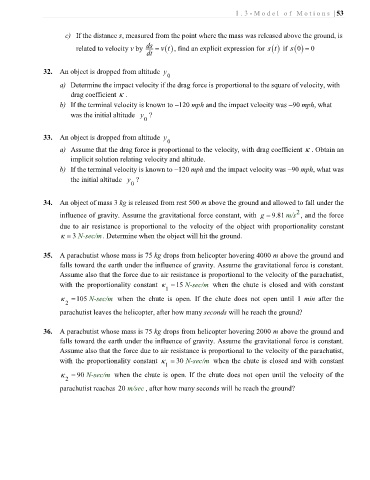 1.3-Model of Motions | 53
c) If the distance s, measured from the point where the mass was released above the ground, is
related to velocity v by ds/dt = v(t), find an explicit expression for s(t) if s(0) = 0
32. An object is dropped from altitude y₀
a) Determine the impact velocity if the drag force is proportional to the square of velocity, with
drag coefficient κ.
b) If the terminal velocity is known to −120 mph and the impact velocity was −90 mph, what
was the initial altitude y₀ ?
33. An object is dropped from altitude y₀
a) Assume that the drag force is proportional to the velocity, with drag coefficient κ. Obtain an
implicit solution relating velocity and altitude.
b) If the terminal velocity is known to −120 mph and the impact velocity was −90 mph, what was
the initial altitude y₀ ?
34. An object of mass 3 kg is released from rest 500 m above the ground and allowed to fall under the
influence of gravity. Assume the gravitational force constant, with g = 9.81 m/s², and the force
due to air resistance is proportional to the velocity of the object with proportionality constant
κ = 3 N-sec/m. Determine when the object will hit the ground.
35. A parachutist whose mass is 75 kg drops from helicopter hovering 4000 m above the ground and
falls toward the earth under the influence of gravity. Assume the gravitational force is constant.
Assume also that the force due to air resistance is proportional to the velocity of the parachutist,
with the proportionality constant κ₁ = 15 N-sec/m when the chute is closed and with constant
κ₂ = 105 N-sec/m when the chute is open. If the chute does not open until 1 min after the
parachutist leaves the helicopter, after how many seconds will he reach the ground?
36. A parachutist whose mass is 75 kg drops from helicopter hovering 2000 m above the ground and
falls toward the earth under the influence of gravity. Assume the gravitational force is constant.
Assume also that the force due to air resistance is proportional to the velocity of the parachutist,
with the proportionality constant κ₁ = 30 N-sec/m when the chute is closed and with constant
κ₂ = 90 N-sec/m when the chute is open. If the chute does not open until the velocity of the
parachutist reaches 20 m/sec , after how many seconds will he reach the ground?